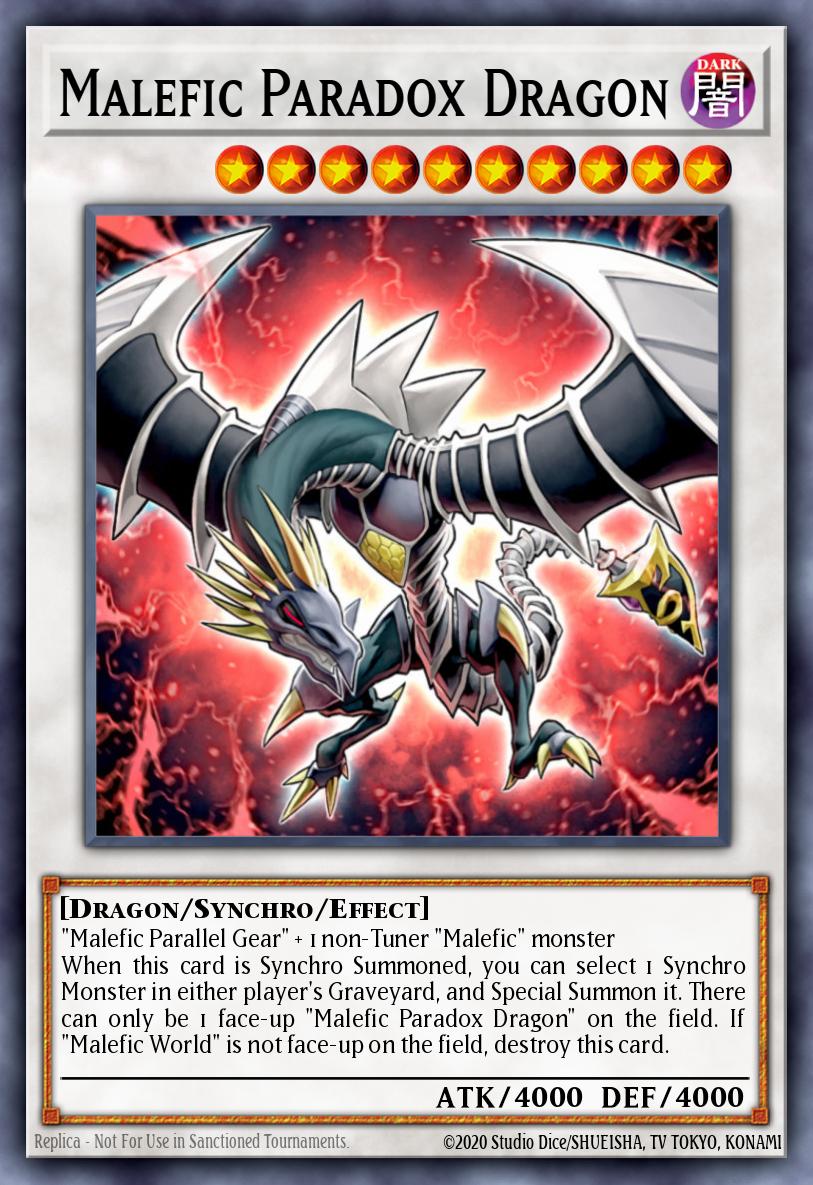 Malefic Paradox Dragon
DARK
闇
[Dragon/Synchro/Effect]
"Malefic Parallel Gear" + 1 non-Tuner "Malefic" monster
When this card is Synchro Summoned, you can select 1 Synchro
Monster in either player's Graveyard, and Special Summon it. There
can only be 1 face-up "Malefic Paradox Dragon" on the field. If
"Malefic World" is not face-up on the field, destroy this card.
ATK/4000 DEF/4000
Replica - Not For Use in Sanctioned Tournaments.
©2020 Studio Dice/SHUEISHA, TV TOKYO, KONAMI